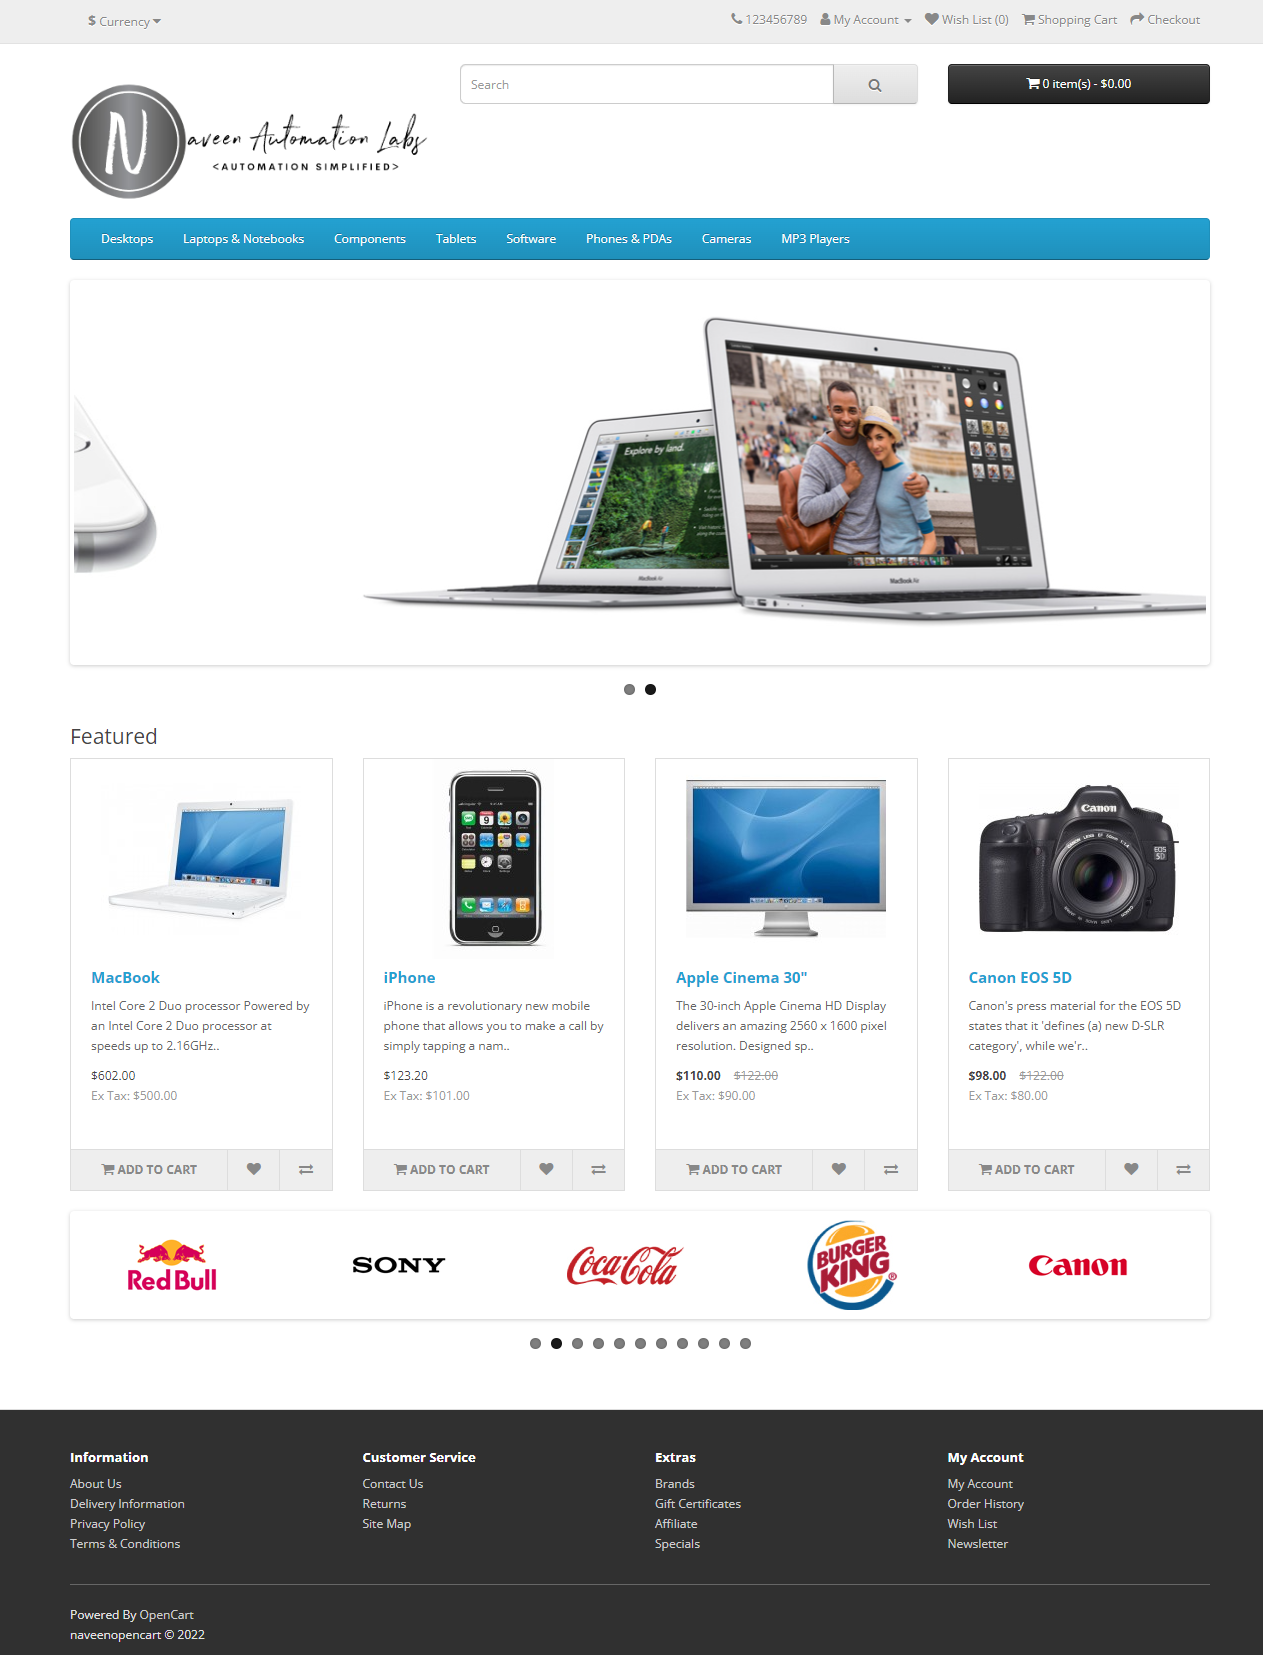 $ Currency
123456789 My Account Wish List (0) Shopping Cart Checkout
Search
0 item(s) - $0.00
N aveen Automation Labs
<AUTOMATION SIMPLIFIED>
Desktops Laptops & Notebooks Components Tablets Software Phones & PDAs Cameras MP3 Players
Explore by land.
MacBook Air
MacBook Air
Featured
Canon
EOS 5D
MacBook
Intel Core 2 Duo processor Powered by
an Intel Core 2 Duo processor at
speeds up to 2.16GHz..
$602.00
Ex Tax: $500.00
ADD TO CART
iPhone
iPhone is a revolutionary new mobile
phone that allows you to make a call by
simply tapping a nam..
$123.20
Ex Tax: $101.00
ADD TO CART
Apple Cinema 30"
The 30-inch Apple Cinema HD Display
delivers an amazing 2560 x 1600 pixel
resolution. Designed sp..
$110.00 $122.00
Ex Tax: $90.00
ADD TO CART
Canon EOS 5D
Canon's press material for the EOS 5D
states that it 'defines (a) new D-SLR
category', while we'r..
$98.00 $122.00
Ex Tax: $80.00
ADD TO CART
Red Bull
SONY
Coca-Cola
BURGER KING ®
Canon
Information
About Us
Delivery Information
Privacy Policy
Terms & Conditions
Customer Service
Contact Us
Returns
Site Map
Extras
Brands
Gift Certificates
Affiliate
Specials
My Account
My Account
Order History
Wish List
Newsletter
Powered By OpenCart
naveenopencart © 2022